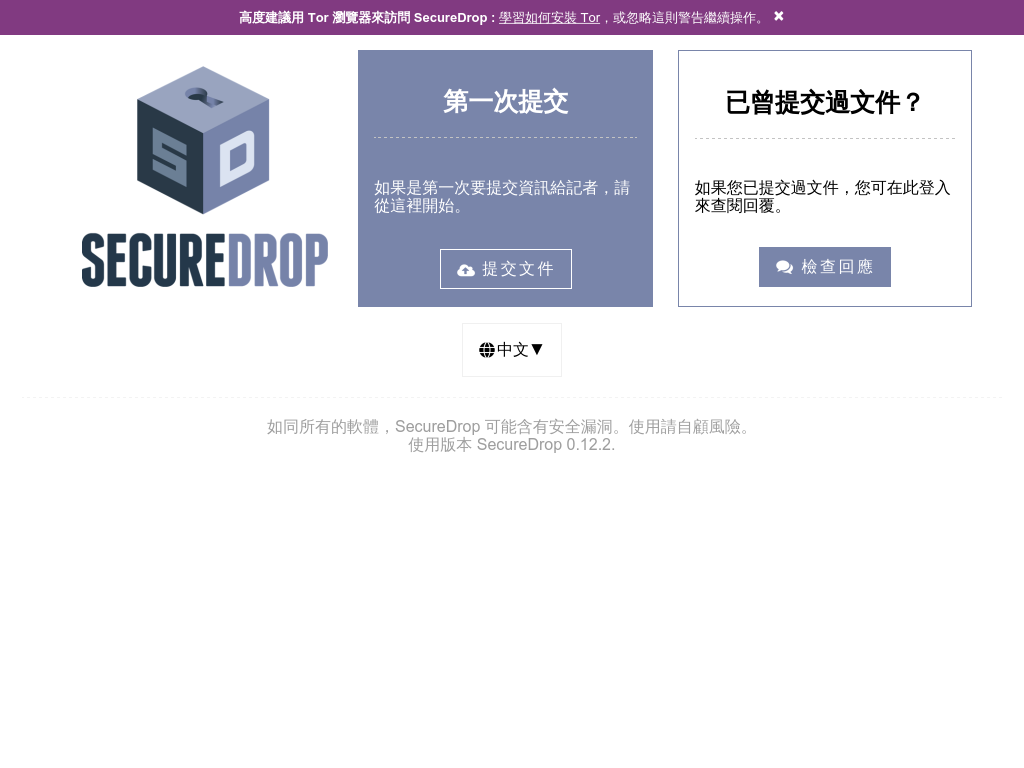 高度建議用 Tor 瀏覽器來訪問 SecureDrop : 學習如何安裝 Tor，或忽略這則警告繼續操作。
SD
SECUREDROP
第一次提交
如果是第一次要提交資訊給記者，請
從這裡開始。
提交文件
已曾提交過文件？
如果您已提交過文件，您可在此登入
來查閱回覆。
檢查回應
中文▼
如同所有的軟體，SecureDrop 可能含有安全漏洞。使用請自顧風險。
使用版本 SecureDrop 0.12.2.